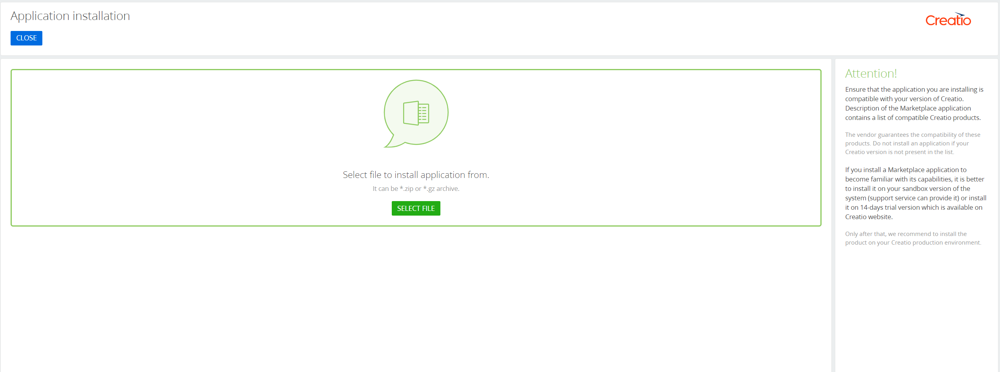 Application installation
Creatio
CLOSE
Select file to install application from.
It can be *.zip or *.gz archive.
SELECT FILE
Attention!
Ensure that the application you are installing is
compatible with your version of Creatio.
Description of the Marketplace application
contains a list of compatible Creatio products.
The vendor guarantees the compatibility of these
products. Do not install an application if your
Creatio version is not present in the list.
If you install a Marketplace application to
become familiar with its capabilities, it is better
to install it on your sandbox version of the
system (support service can provide it) or install
it on 14-days trial version which is available on
Creatio website.
Only after that, we recommend to install the
product on your Creatio production environment.